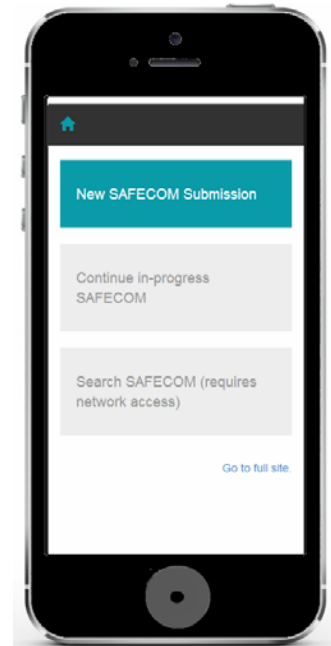 New SAFECOM Submission
Continue in-progress
SAFECOM
Search SAFECOM (requires
network access)
Go to full site.